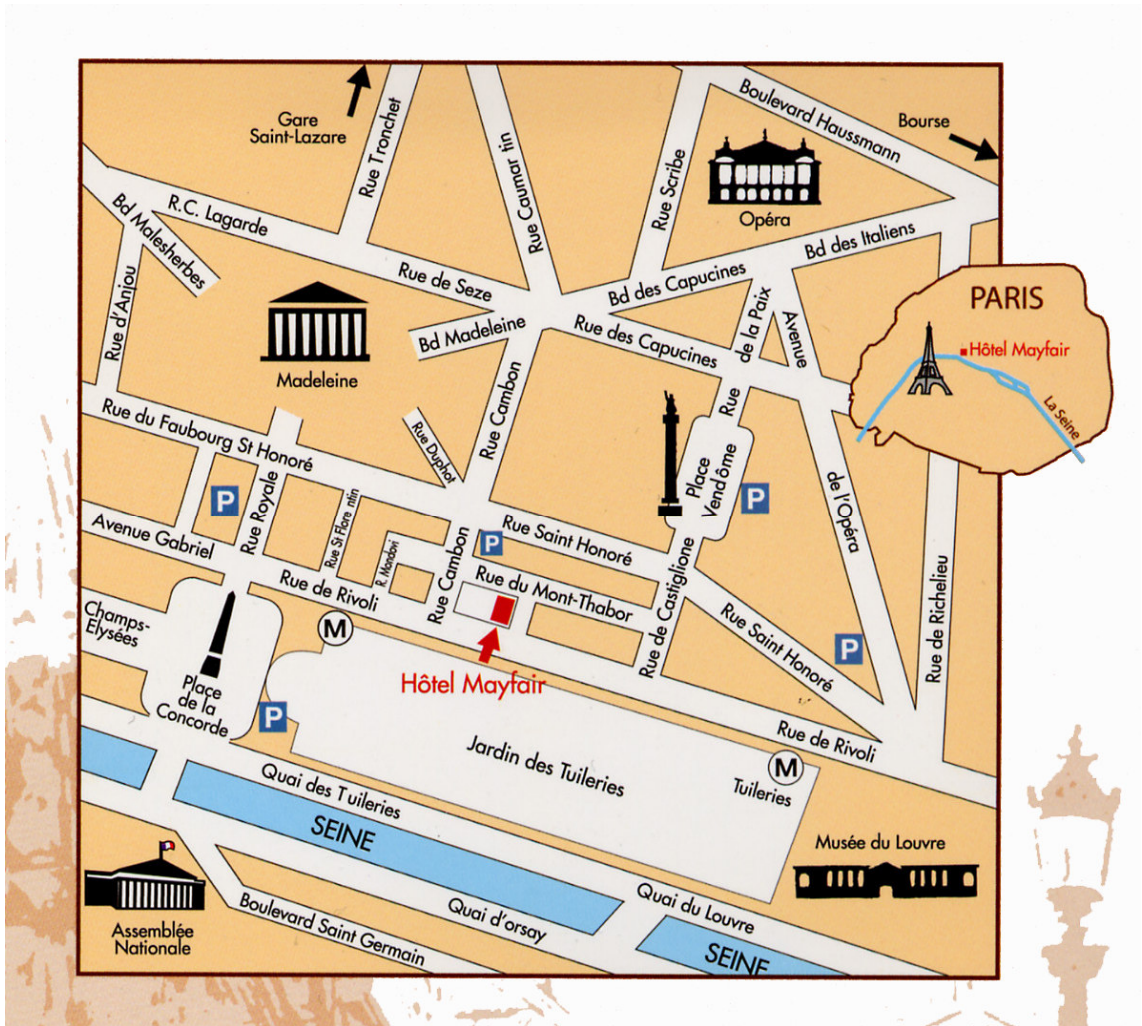 Gare
Saint-Lazare
Rue Tronchet
Rue Caumar tin
Rue Scribe
Boulevard Haussmann
Bourse
Opéra
R.C. Lagarde
Bd Malesherbes
Rue d'Anjou
Rue de Seze
Bd Madeleine
Bd des Capucines
Bd des Italiens
Rue des Capucines
Rue
de la Paix
Avenue
de l'Opéra
PARIS
Hôtel Mayfair
La Seine
Madeleine
Rue du Faubourg St Honoré
Rue Royale
Rue Duphot
Rue Cambon
Place
Vendôme
P
P
P
Avenue Gabriel
Rue St Flore ntin
R. Mondovi
Rue Cambon
Rue Saint Honoré
Rue du Mont-Thabor
Rue de Castiglione
Rue de Rivoli
Rue Saint Honoré
P
Rue de Richelieu
Champs-
Elysées
M
Hôtel Mayfair
Place
de la
Concorde
P
Rue de Rivoli
Jardin des Tuileries
M
Tuileries
Quai des Tuileries
SEINE
Musée du Louvre
Quai du Louvre
Quai d'orsay
Boulevard Saint Germain
SEINE
Assemblée
Nationale